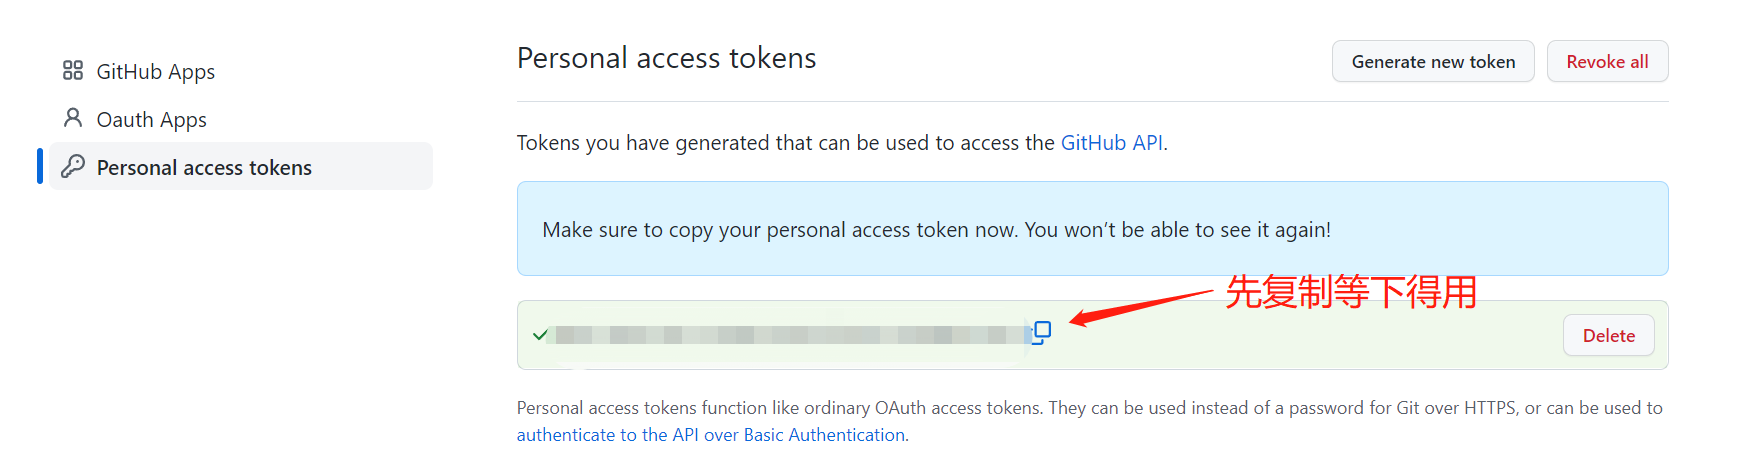 GitHub Apps
Oauth Apps
Personal access tokens
Personal access tokens
Generate new token
Revoke all
Tokens you have generated that can be used to access the GitHub API.
Make sure to copy your personal access token now. You won’t be able to see it again!
先复制等下得用
Delete
Personal access tokens function like ordinary OAuth access tokens. They can be used instead of a password for Git over HTTPS, or can be used to
authenticate to the API over Basic Authentication.